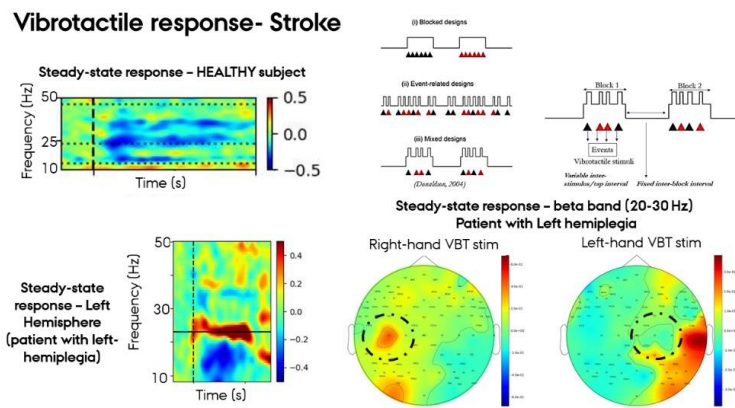 Vibrotactile response- Stroke
Steady-state response – HEALTHY subject
Frequency (Hz)
50
25
10
Time (s)
0.5
0.0
−0.5
(i) Blocked designs
(ii) Event-related designs
(iii) Mixed designs
(Donaldson, 2004)
Block 1
Block 2
Events
Vibrotactile stimuli
Variable inter-
stimulus/tap interval
Fixed inter-block interval
Steady-state
response – Left
Hemisphere
(patient with left-
hemiplegia)
Frequency (Hz)
50
30
10
Time (s)
0.4
0.2
0.0
−0.2
−0.4
Steady-state response – beta band (20-30 Hz)
Patient with Left hemiplegia
Right-hand VBT stim
Left-hand VBT stim